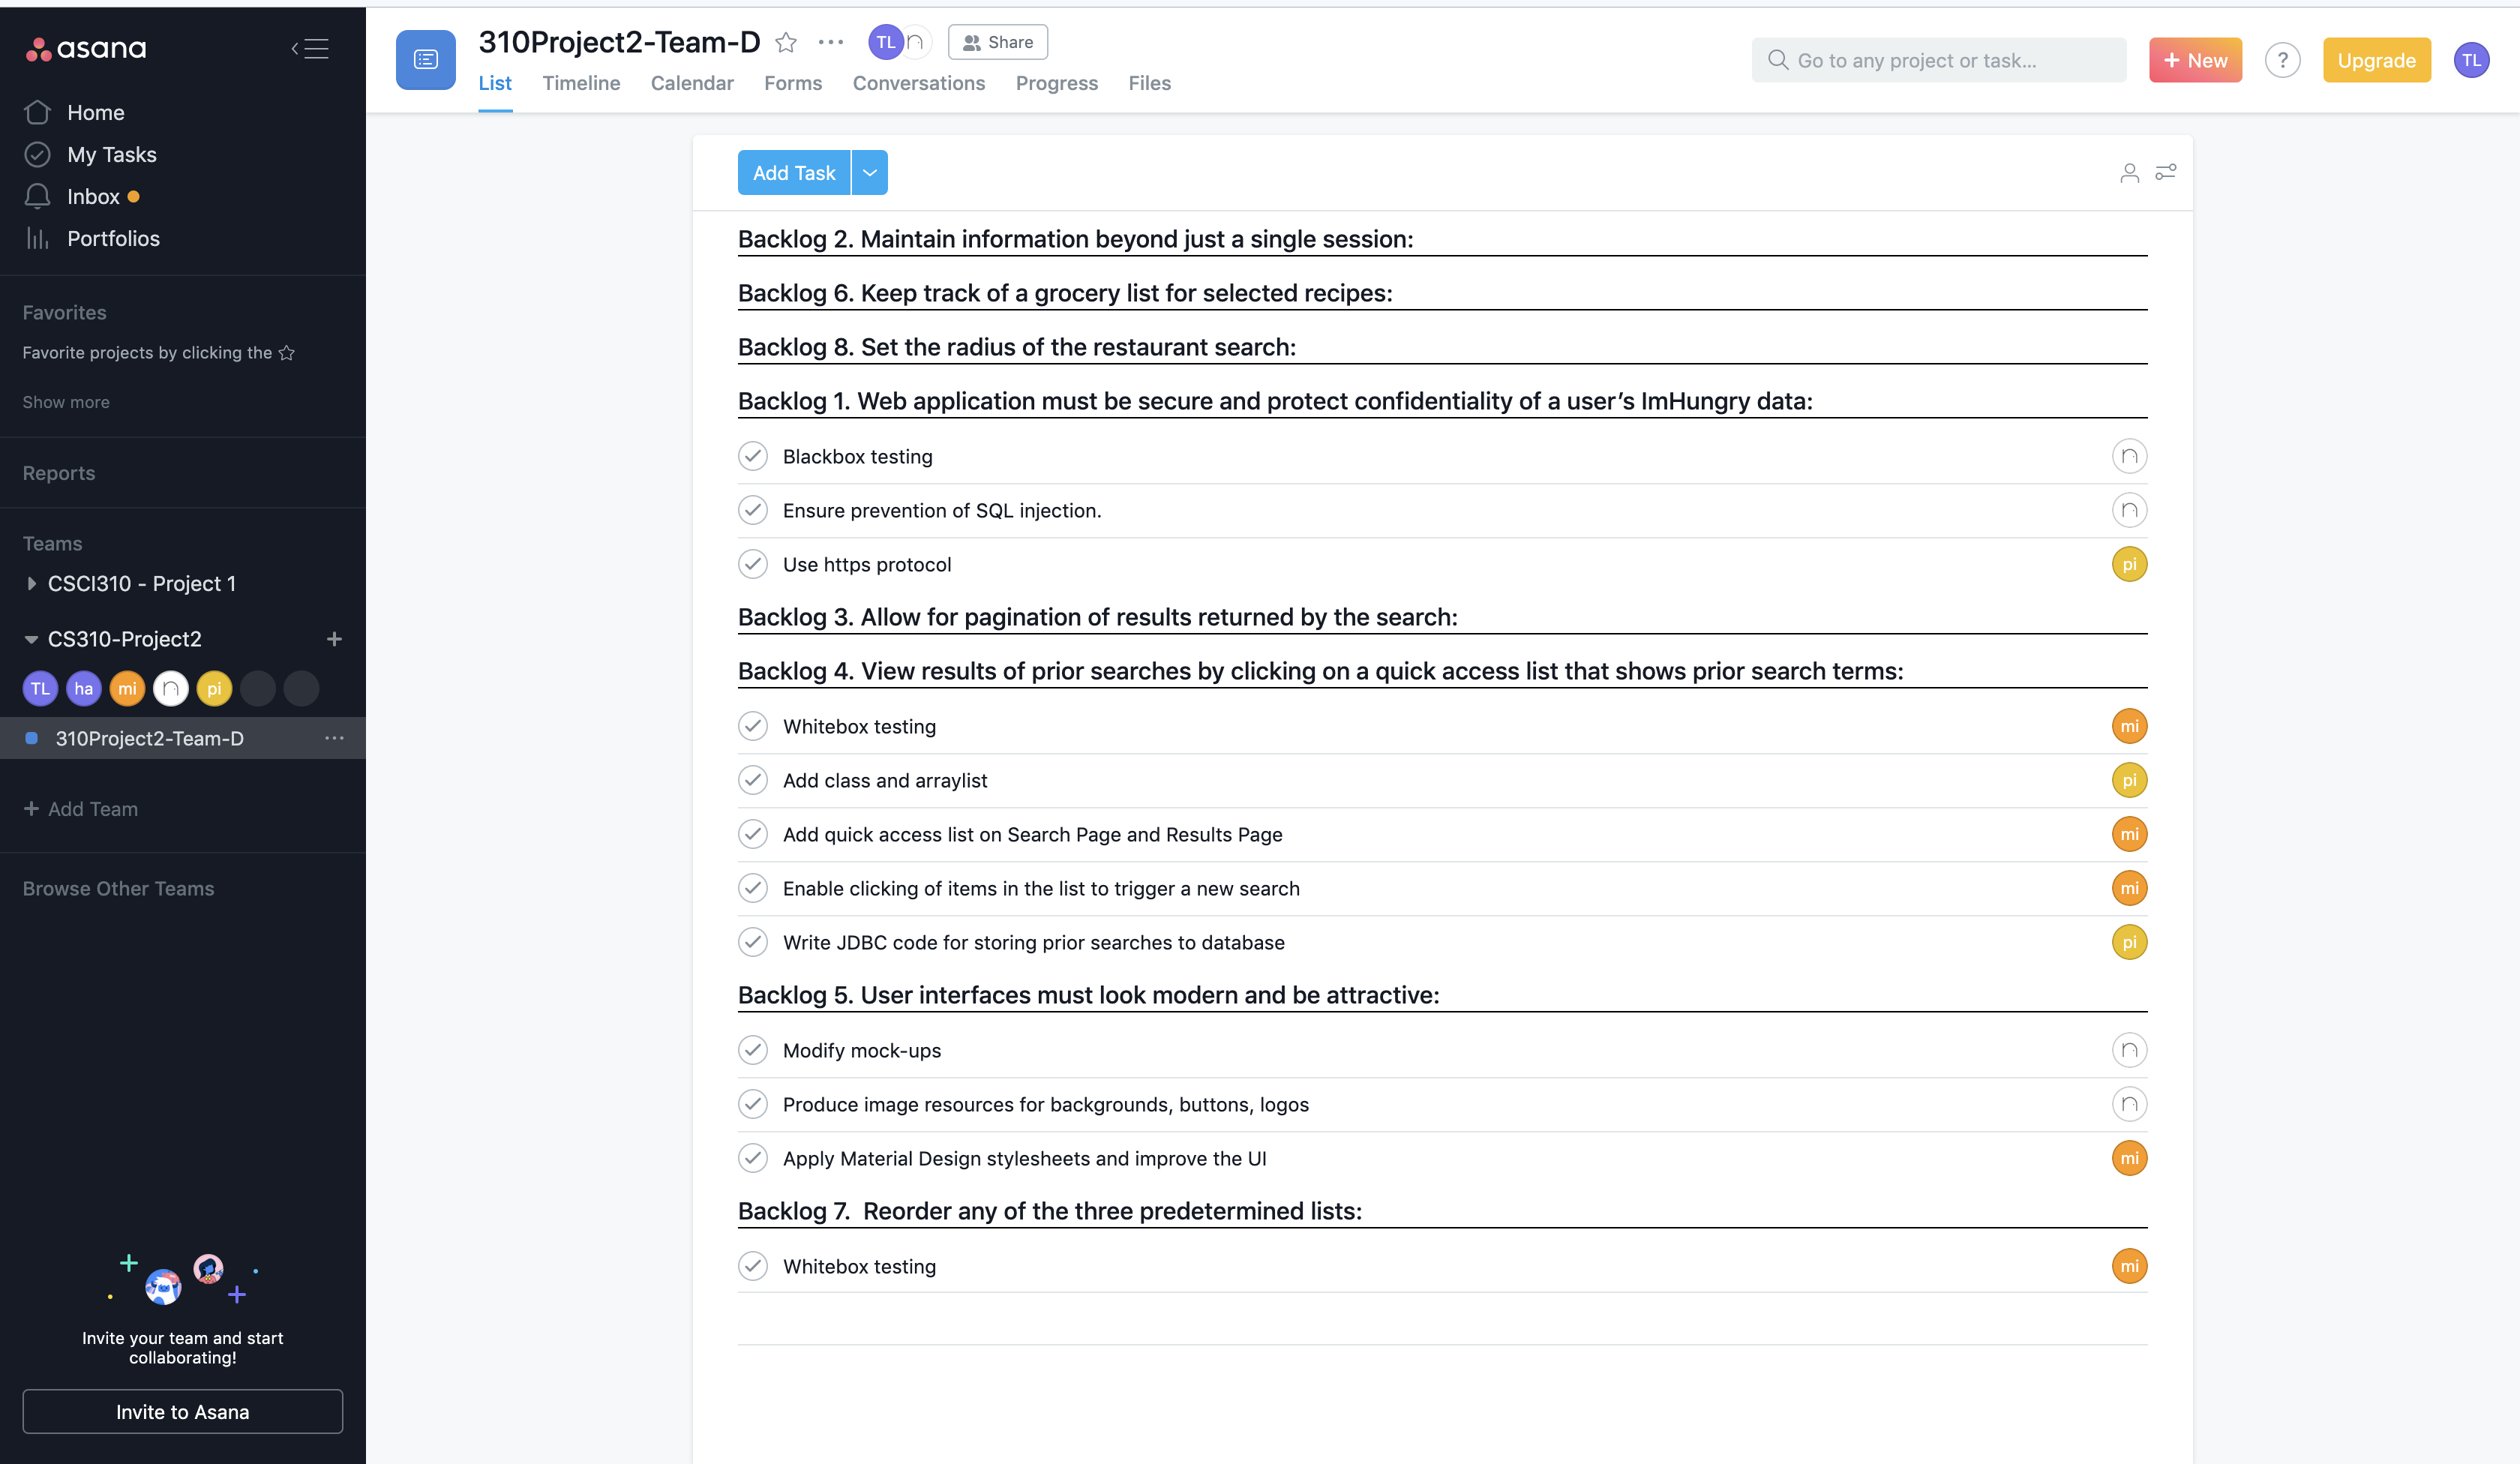 asana
Home
My Tasks
Inbox
Portfolios
Favorites
Favorite projects by clicking the
Show more
Reports
Teams
CSCI310 - Project 1
CS310-Project2
TL ha mi n pi
310Project2-Team-D
+ Add Team
Browse Other Teams
Invite your team and start
collaborating!
Invite to Asana
310Project2-Team-D
TL n
Share
List Timeline Calendar Forms Conversations Progress Files
Go to any project or task...
+ New
?
Upgrade
TL
Add Task
Backlog 2. Maintain information beyond just a single session:
Backlog 6. Keep track of a grocery list for selected recipes:
Backlog 8. Set the radius of the restaurant search:
Backlog 1. Web application must be secure and protect confidentiality of a user’s ImHungry data:
Blackbox testing n
Ensure prevention of SQL injection. n
Use https protocol pi
Backlog 3. Allow for pagination of results returned by the search:
Backlog 4. View results of prior searches by clicking on a quick access list that shows prior search terms:
Whitebox testing mi
Add class and arraylist pi
Add quick access list on Search Page and Results Page mi
Enable clicking of items in the list to trigger a new search mi
Write JDBC code for storing prior searches to database pi
Backlog 5. User interfaces must look modern and be attractive:
Modify mock-ups n
Produce image resources for backgrounds, buttons, logos n
Apply Material Design stylesheets and improve the UI mi
Backlog 7.  Reorder any of the three predetermined lists:
Whitebox testing mi